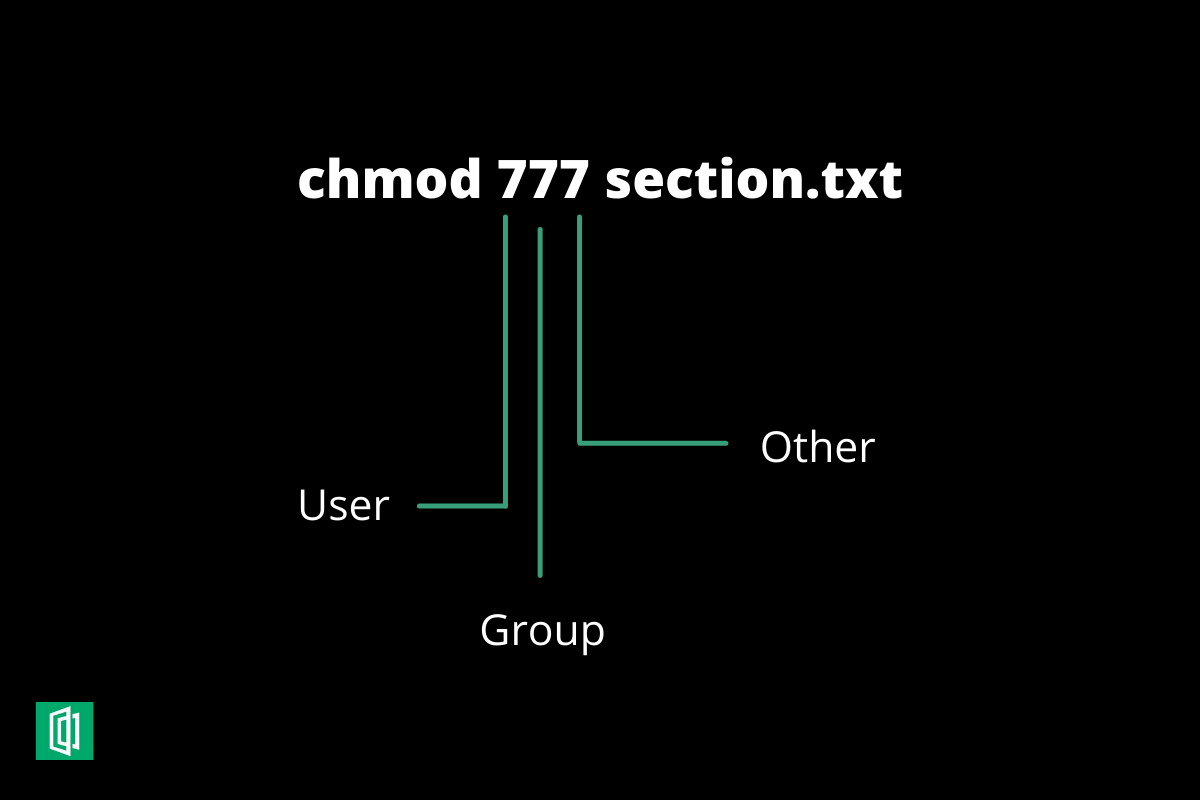 chmod 777 section.txt
Other
User
Group